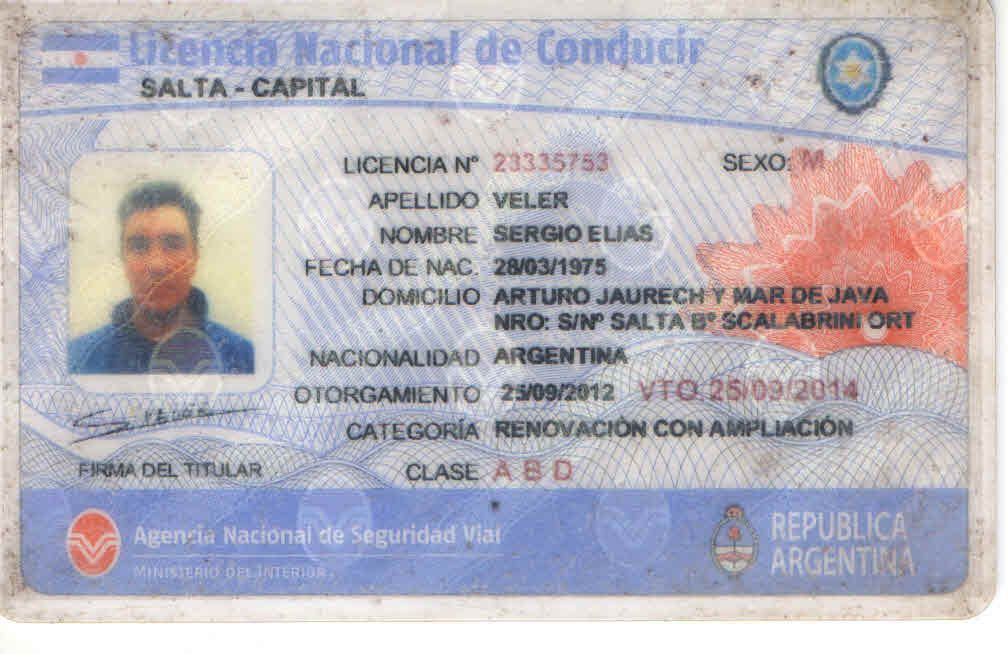 Licencia Nacional de Conducir
SALTA - CAPITAL
LICENCIA Nº 23335753 SEXO: M
APELLIDO VELER
NOMBRE SERGIO ELIAS
FECHA DE NAC. 28/03/1975
DOMICILIO ARTURO JAURECH Y MAR DE JAVA
NRO: S/Nº SALTA Bº SCALABRINI ORT
NACIONALIDAD ARGENTINA
OTORGAMIENTO 25/09/2012 VTO. 25/09/2014
CATEGORÍA RENOVACIÓN CON AMPLIACIÓN
S. VELER
FIRMA DEL TITULAR
CLASE A B D
Agencia Nacional de Seguridad Vial
MINISTERIO DEL INTERIOR
REPUBLICA
ARGENTINA